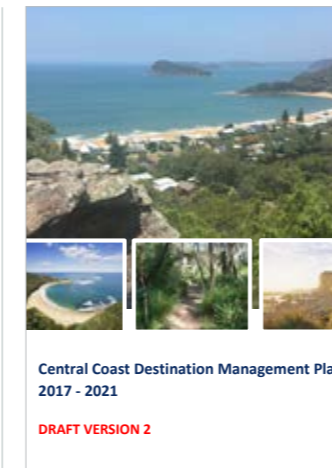 Central Coast Destination Management Pla
2017 - 2021
DRAFT VERSION 2